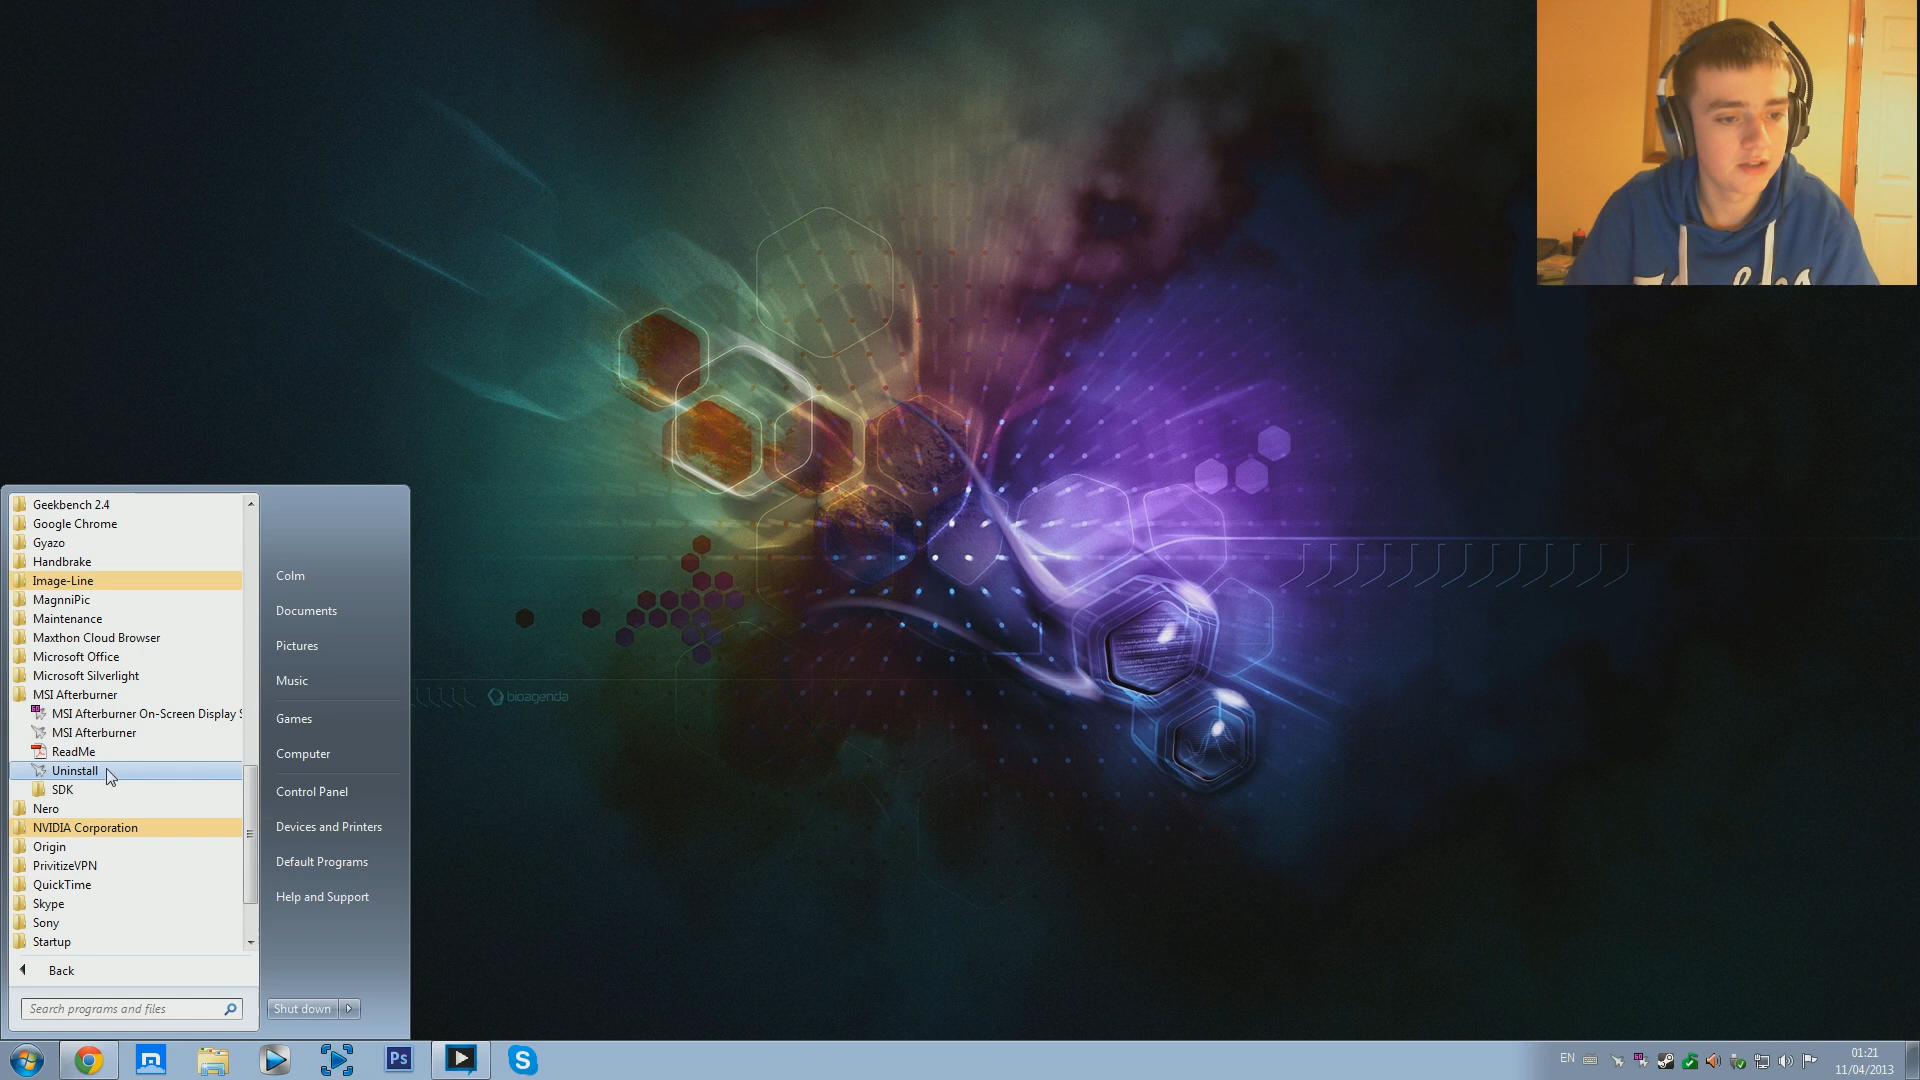 Geekbench 2.4
Google Chrome
Gyazo
Handbrake
Image-Line
MagnniPic
Maintenance
Maxthon Cloud Browser
Microsoft Office
Microsoft Silverlight
MSI Afterburner
MSI Afterburner On-Screen Display S
MSI Afterburner
ReadMe
Uninstall
SDK
Nero
NVIDIA Corporation
Origin
PrivitizeVPN
QuickTime
Skype
Sony
Startup
Back
Search programs and files
Colm
Documents
Pictures
Music
Games
Computer
Control Panel
Devices and Printers
Default Programs
Help and Support
Shut down
bioagenda
Ps
S
EN
01:21
11/04/2013